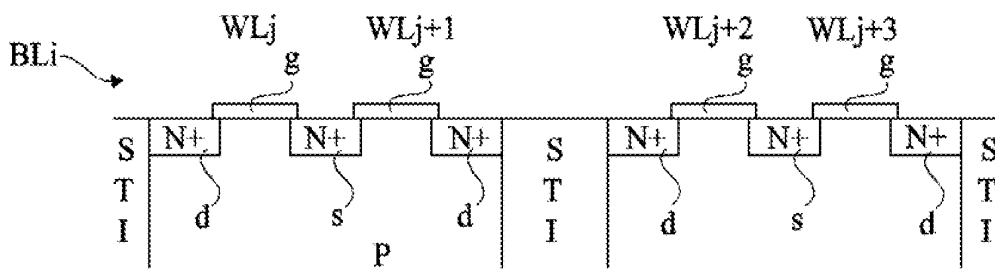 WLj WLj+1 WLj+2 WLj+3
BLi g g g g
N+ N+ N+ N+ N+ N+
S T I
S T I
S T I
d s d d s d
P